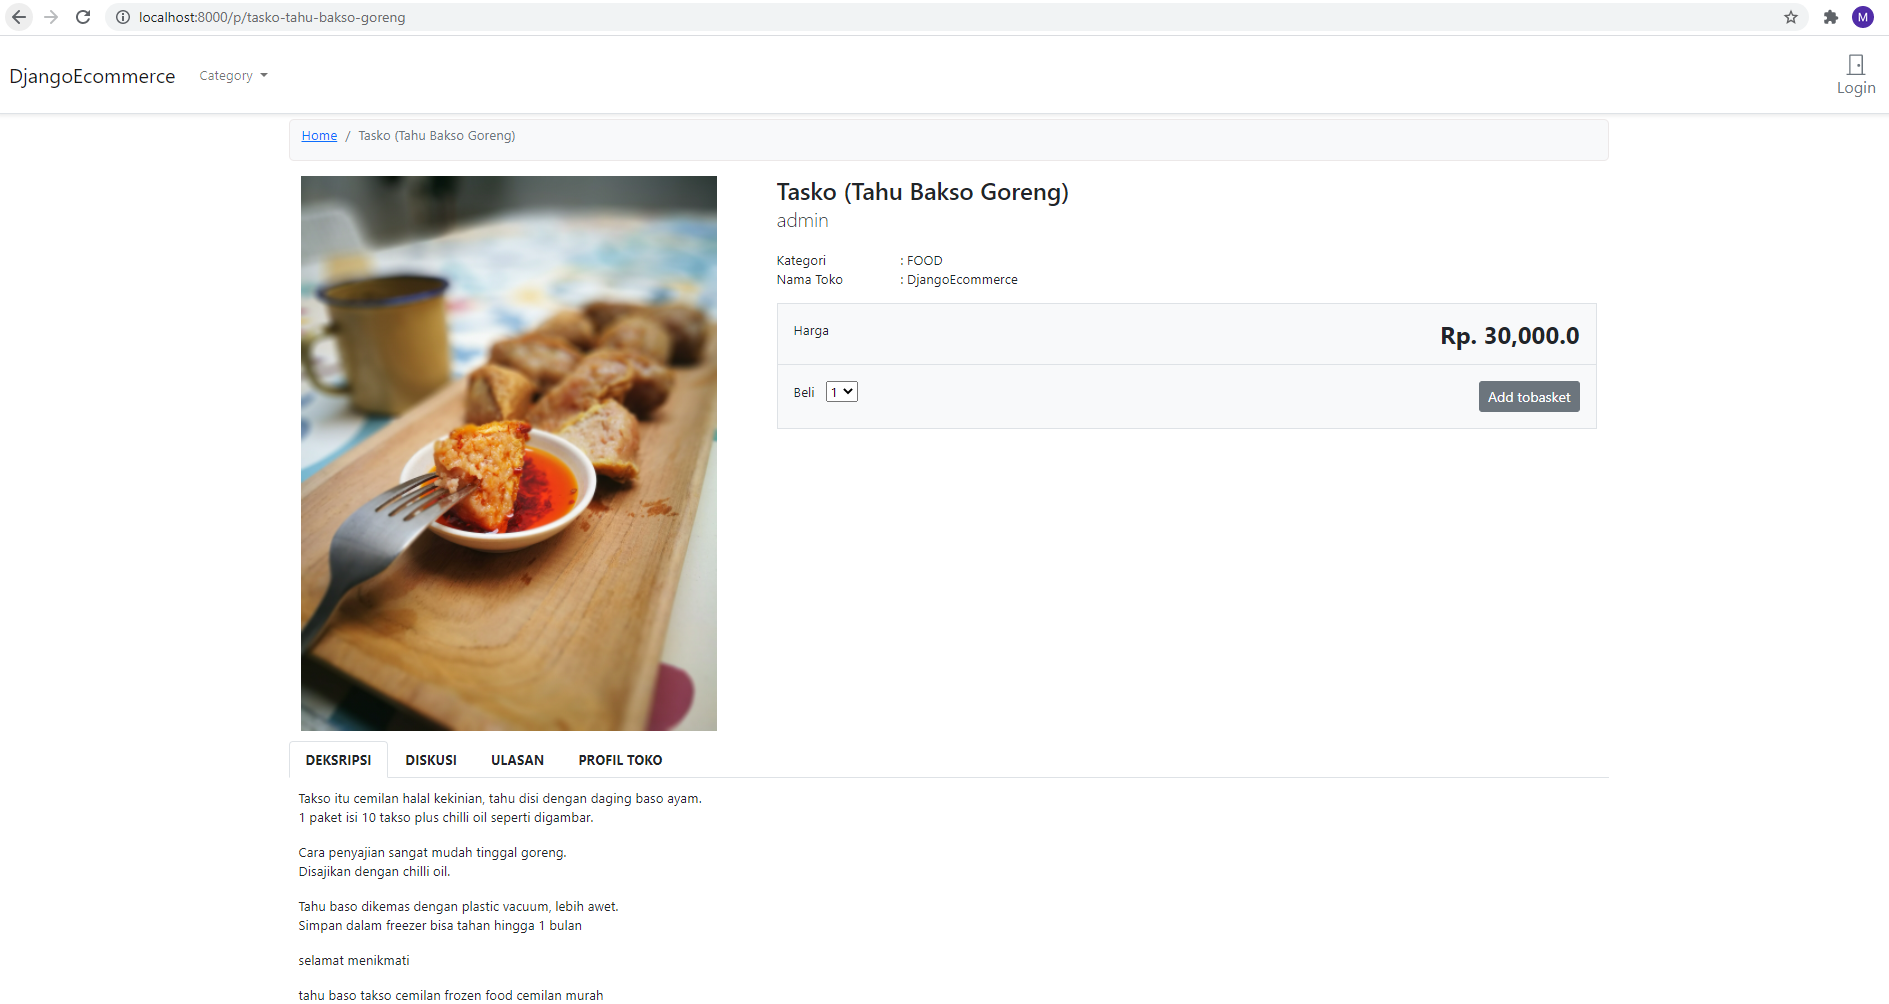 localhost:8000/p/tasko-tahu-bakso-goreng
M
DjangoEcommerce
Category
Login
Home / Tasko (Tahu Bakso Goreng)
Tasko (Tahu Bakso Goreng)
admin
Kategori : FOOD
Nama Toko : DjangoEcommerce
Harga Rp. 30,000.0
Beli 1 Add tobasket
DEKSRIPSI DISKUSI ULASAN PROFIL TOKO
Takso itu cemilan halal kekinian, tahu disi dengan daging baso ayam.
1 paket isi 10 takso plus chilli oil seperti digambar.
Cara penyajian sangat mudah tinggal goreng.
Disajikan dengan chilli oil.
Tahu baso dikemas dengan plastic vacuum, lebih awet.
Simpan dalam freezer bisa tahan hingga 1 bulan
selamat menikmati
tahu baso takso cemilan frozen food cemilan murah